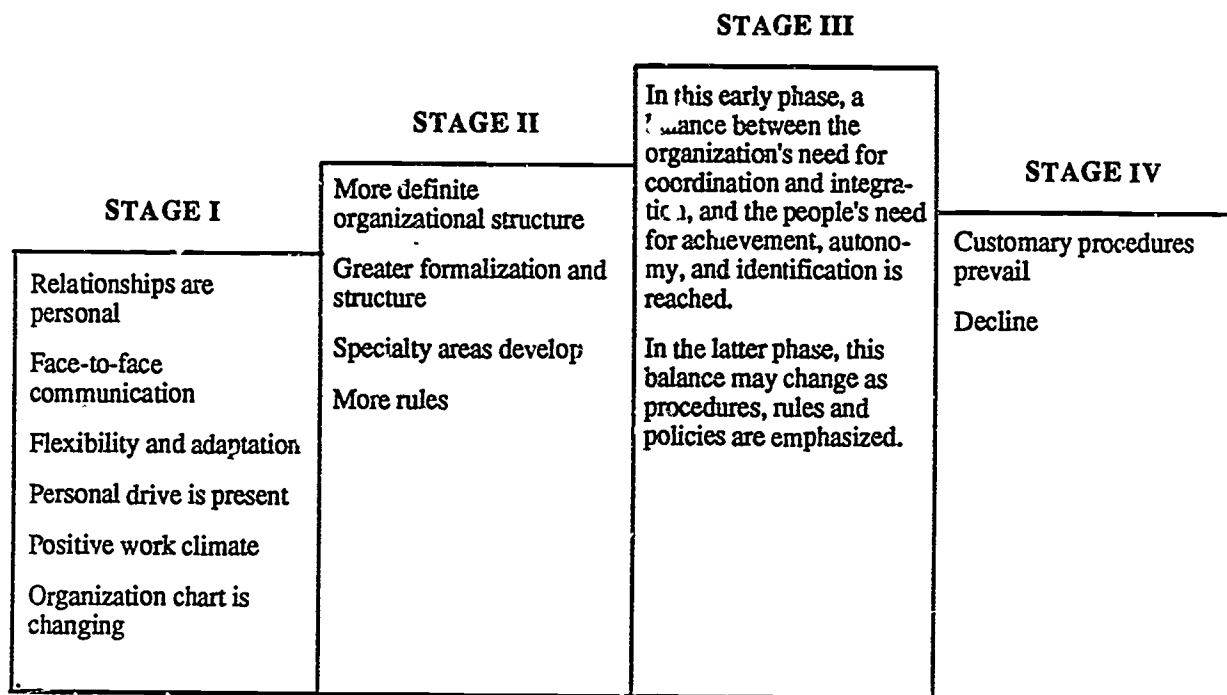 STAGE I
Relationships are
personal
Face-to-face
communication
Flexibility and adaptation
Personal drive is present
Positive work climate
Organization chart is
changing
STAGE II
More definite
organizational structure
Greater formalization and
structure
Specialty areas develop
More rules
STAGE III
In this early phase, a
between the
organization's need for
coordination and integra-
and the people's need
for achievement, autono-
my, and identification is
reached.
In the latter phase, this
balance may change as
procedures, rules and
policies are emphasized.
STAGE IV
Customary procedures
prevail
Decline